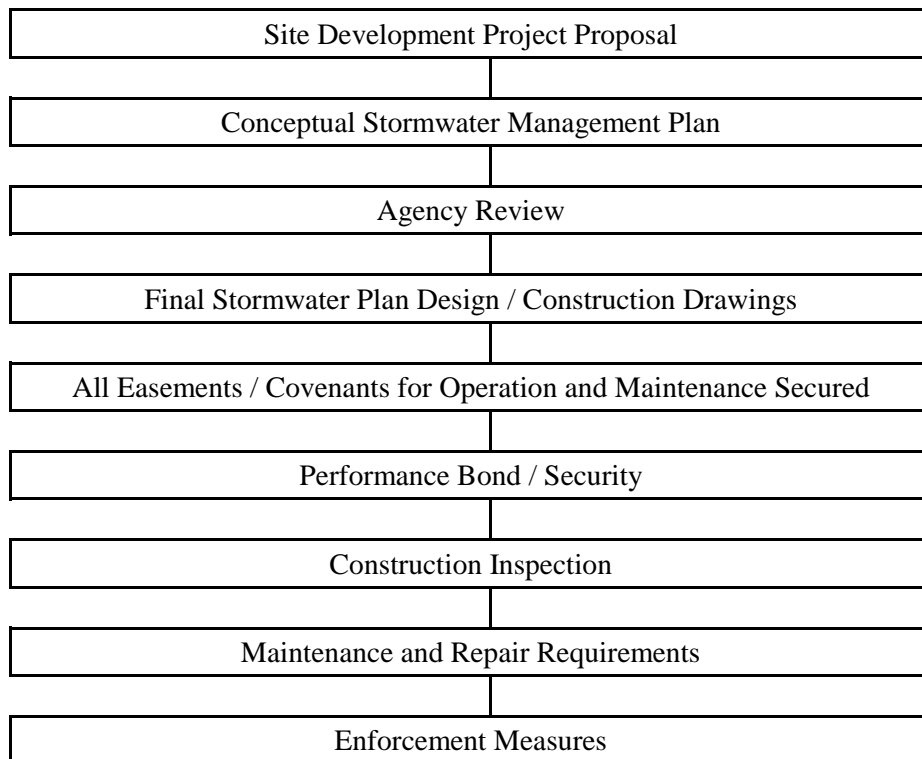 Site Development Project Proposal
Conceptual Stormwater Management Plan
Agency Review
Final Stormwater Plan Design / Construction Drawings
All Easements / Covenants for Operation and Maintenance Secured
Performance Bond / Security
Construction Inspection
Maintenance and Repair Requirements
Enforcement Measures